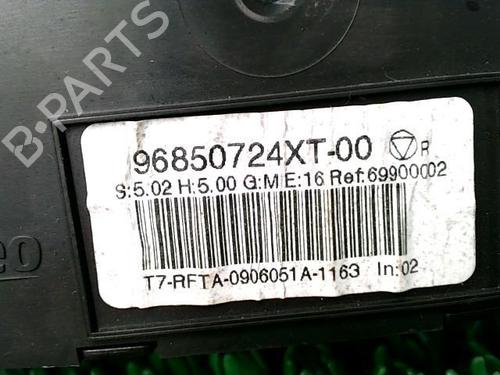 B-PARTS
96850724XT-00 R
S:5.02 H:5.00 G:M E:16 Ref:69900002
T7-RFTA-0906051A-1163 In:02